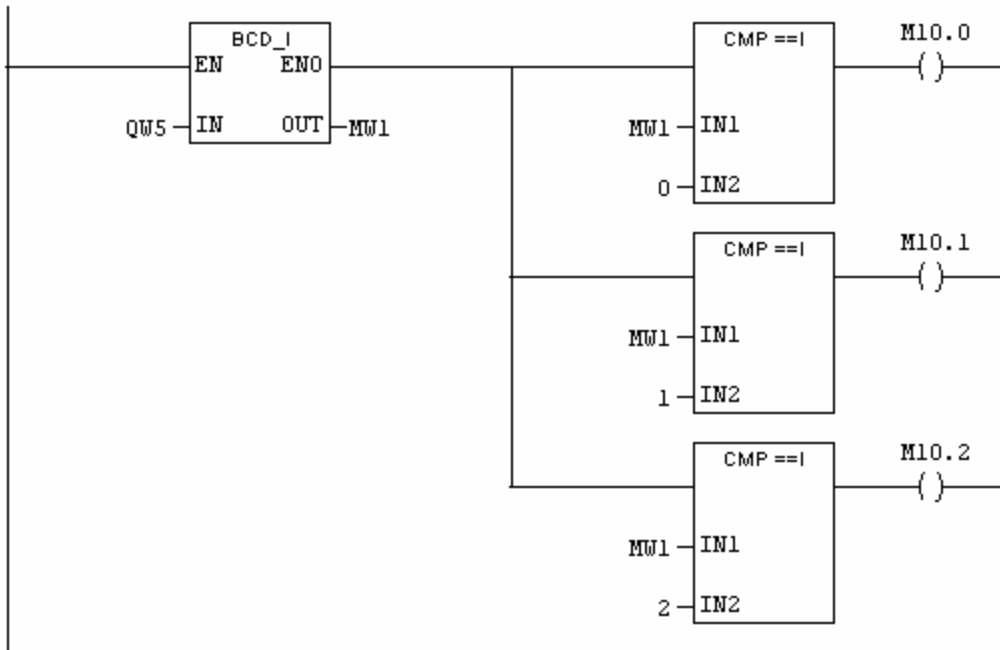 BCD_I
EN ENO
QW5 IN OUT MW1
CMP ==I
M10.0
MW1 IN1
0 IN2
CMP ==I
M10.1
MW1 IN1
1 IN2
CMP ==I
M10.2
MW1 IN1
2 IN2